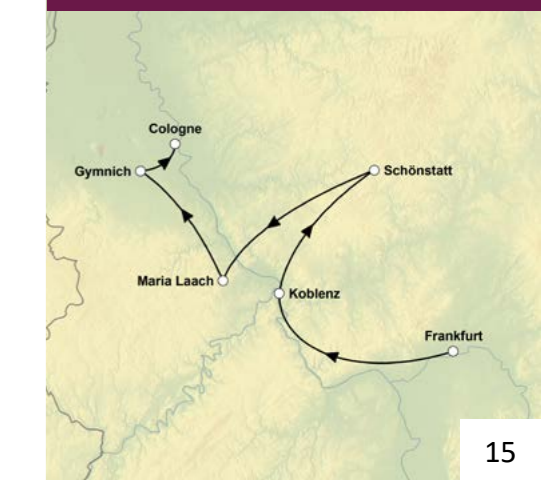 Cologne
Gymnich
Schönstatt
Maria Laach
Koblenz
Frankfurt
15